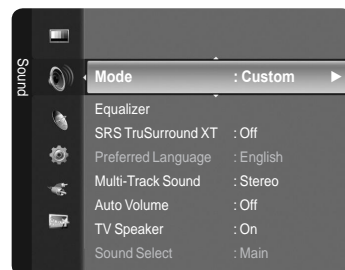 Sound
Mode : Custom
Equalizer
SRS TruSurround XT : Off
Preferred Language : English
Multi-Track Sound : Stereo
Auto Volume : Off
TV Speaker : On
Sound Select : Main